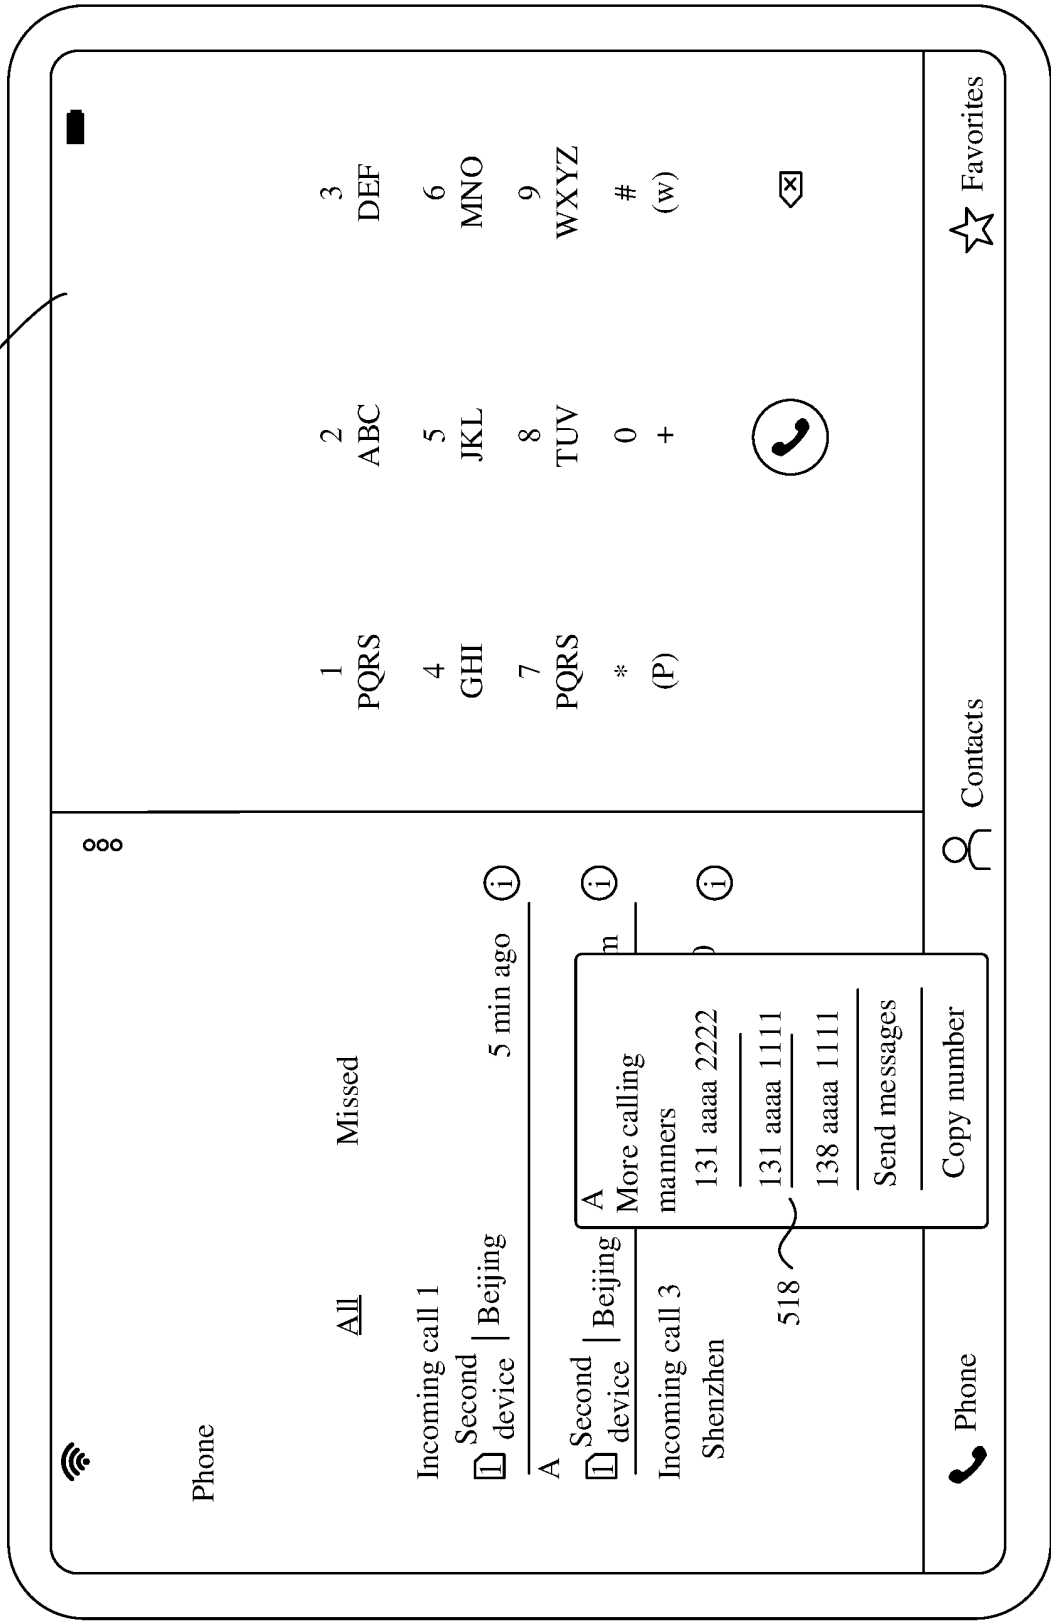 Phone
All Missed
Incoming call 1
1 Second device | Beijing 5 min ago i
A
1 Second device | Beijing m i
Incoming call 3
Shenzhen i
A
More calling
manners
131 aaaa 2222
131 aaaa 1111
138 aaaa 1111
Send messages
Copy number
518
1 2 3
PQRS ABC DEF
4 5 6
GHI JKL MNO
7 8 9
PQRS TUV WXYZ
* 0 #
(P) + (w)
Phone Contacts Favorites